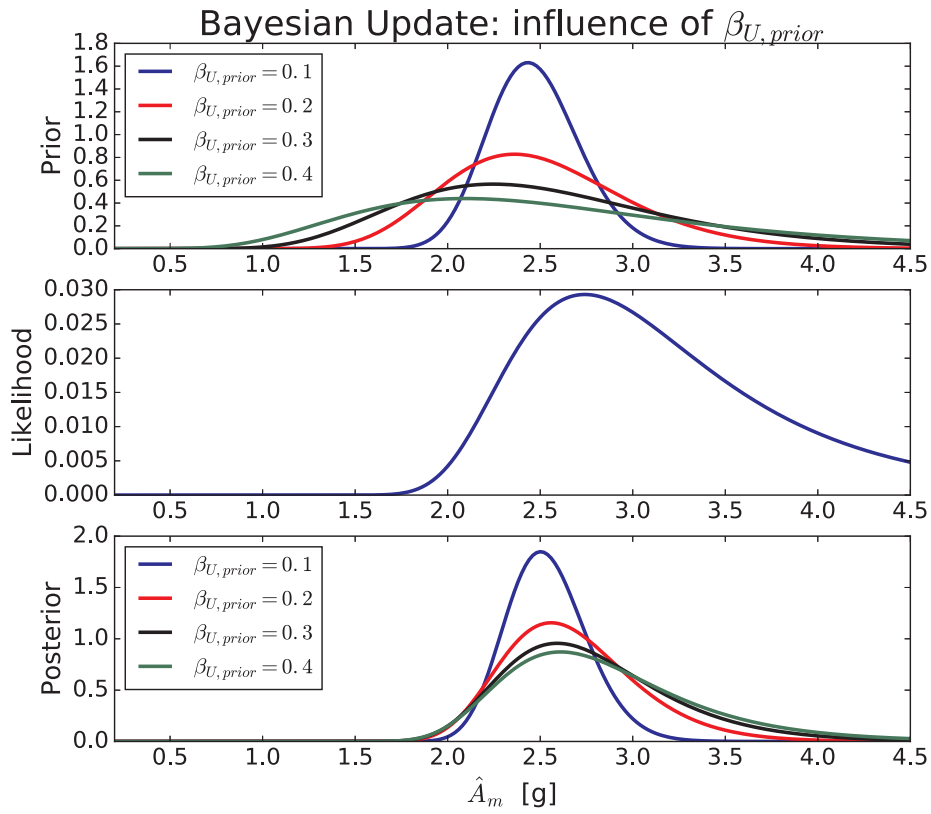 Bayesian Update: influence of β_{U,prior}
1.8
1.6
1.4
1.2
1.0
0.8
0.6
0.4
0.2
0.0
Prior
β_{U,prior} = 0.1
β_{U,prior} = 0.2
β_{U,prior} = 0.3
β_{U,prior} = 0.4
0.5 1.0 1.5 2.0 2.5 3.0 3.5 4.0 4.5
0.030
0.025
0.020
0.015
0.010
0.005
0.000
Likelihood
0.5 1.0 1.5 2.0 2.5 3.0 3.5 4.0 4.5
2.0
1.5
1.0
0.5
0.0
Posterior
β_{U,prior} = 0.1
β_{U,prior} = 0.2
β_{U,prior} = 0.3
β_{U,prior} = 0.4
0.5 1.0 1.5 2.0 2.5 3.0 3.5 4.0 4.5
Â_m [g]